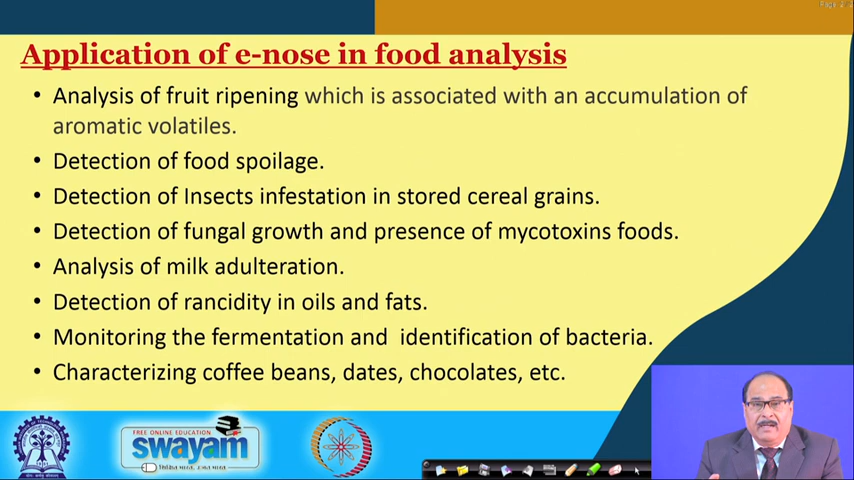 Application of e-nose in food analysis
• Analysis of fruit ripening which is associated with an accumulation of
aromatic volatiles.
• Detection of food spoilage.
• Detection of Insects infestation in stored cereal grains.
• Detection of fungal growth and presence of mycotoxins foods.
• Analysis of milk adulteration.
• Detection of rancidity in oils and fats.
• Monitoring the fermentation and identification of bacteria.
• Characterizing coffee beans, dates, chocolates, etc.
FREE ONLINE EDUCATION
swayam